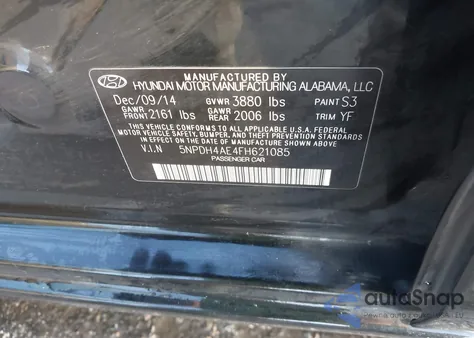 MANUFACTURED BY
HYUNDAI MOTOR MANUFACTURING ALABAMA, LLC
Dec/09/14 GVWR 3880 lbs PAINT S3
GAWR FRONT 2161 lbs GAWR REAR 2006 lbs TRIM YF
THIS VEHICLE CONFORMS TO ALL APPLICABLE U.S. FEDERAL MOTOR
VEHICLE SAFETY, BUMPER, AND THEFT PREVENTION STANDARDS IN
EFFECT ON THE DATE OF MANUFACTURE SHOWN ABOVE.
V.I.N 5NPDH4AE4FH621085
PASSENGER CAR
autoSnap
pewne auta z